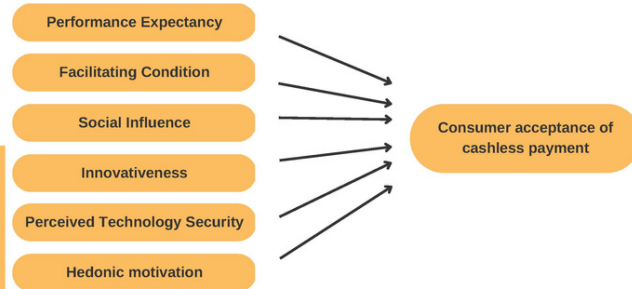 Performance Expectancy
Facilitating Condition
Social Influence
Innovativeness
Perceived Technology Security
Hedonic motivation
Consumer acceptance of
cashless payment